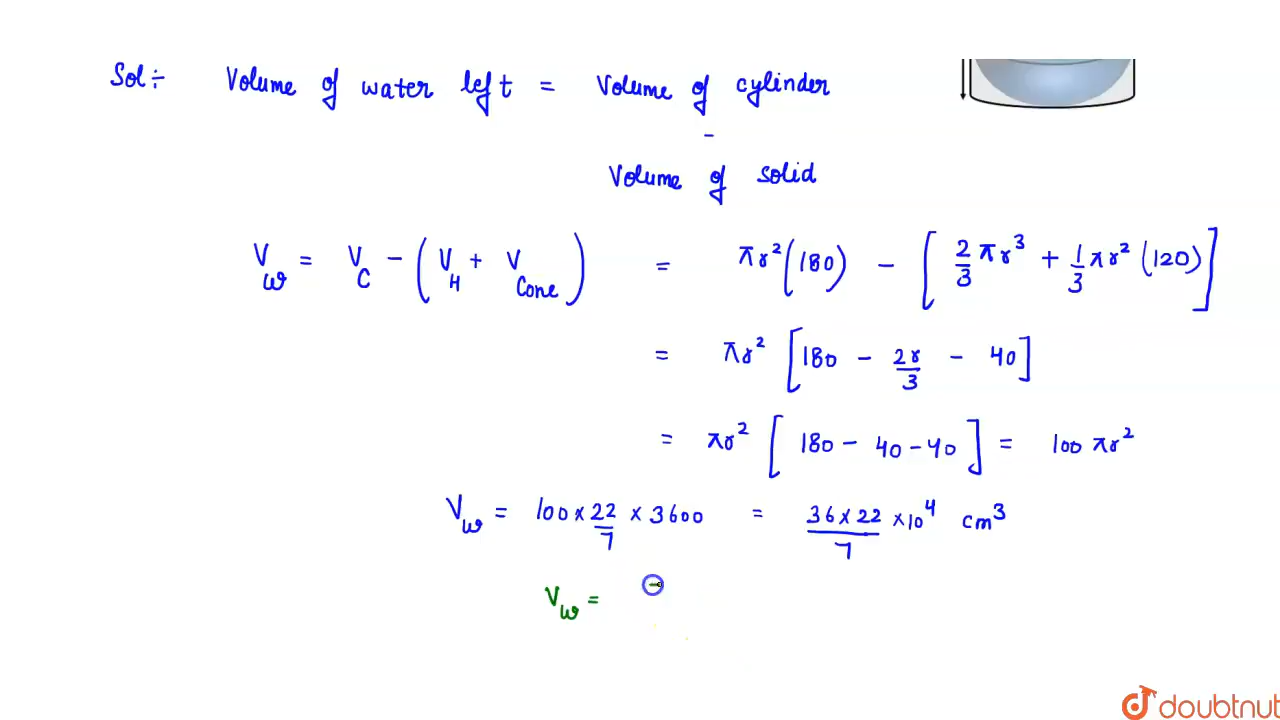 Sol ÷ Volume of water left = Volume of cylinder
-
Volume of solid
V_w = V_C - (V_H + V_Cone) = πr²(180) - [2/3 πr³ + 1/3 πr² (120)]
= πr² [180 - 2r/3 - 40]
= πr² [180 - 40 - 40] = 100 πr²
V_w = 100 × 22/7 × 3600 = 36 × 22/7 × 10⁴ cm³
V_w =
doubtnut